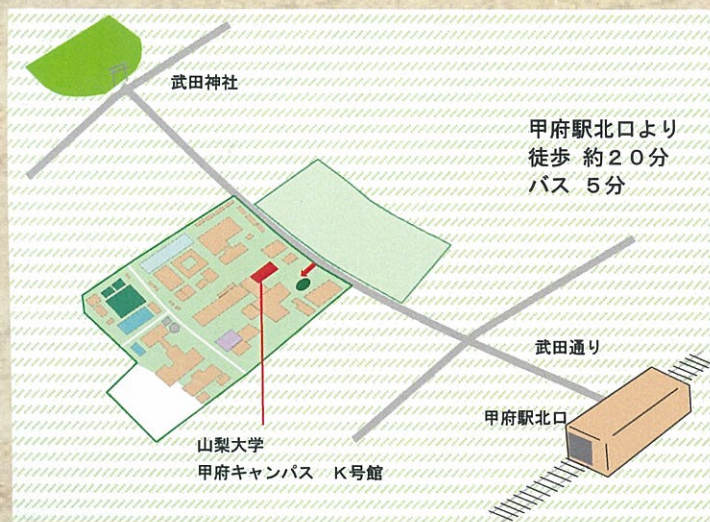 武田神社
甲府駅北口より
徒歩 約20分
バス 5分
武田通り
甲府駅北口
山梨大学
甲府キャンパス K号館